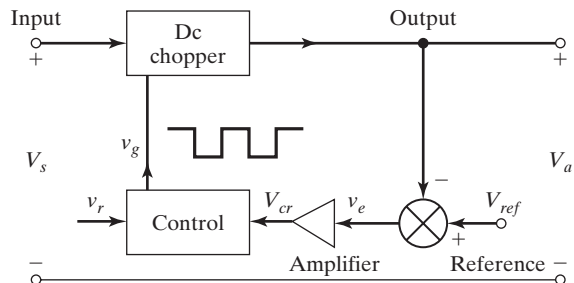 Input
Dc
chopper
Output
+
+
v_g
V_s
V_a
−
v_r
Control
V_cr
v_e
V_ref
+
Amplifier
Reference
−
−